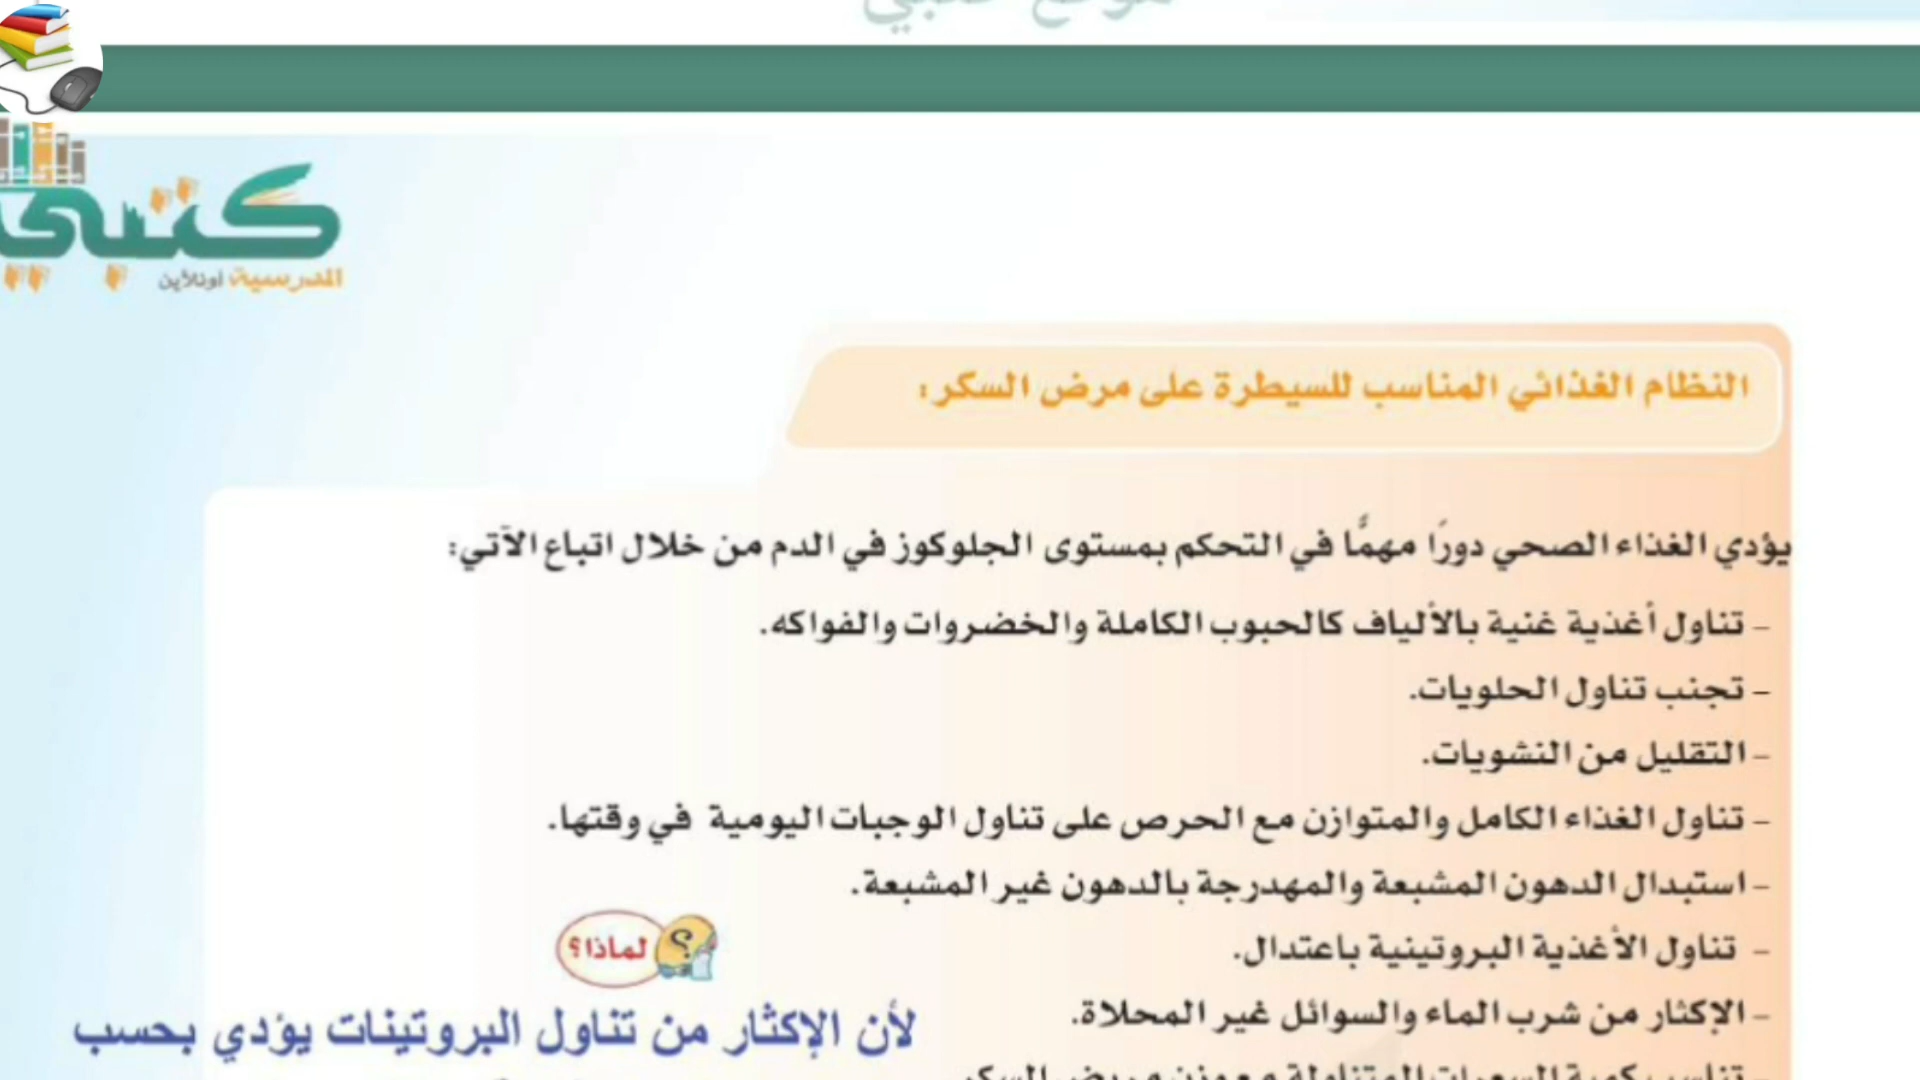 كتبي
المدرسية اونلاين
النظام الغذائي المناسب للسيطرة على مرض السكر:
يؤدي الغذاء الصحي دورًا مهمًّا في التحكم بمستوى الجلوكوز في الدم من خلال اتباع الآتي:
– تناول أغذية غنية بالألياف كالحبوب الكاملة والخضروات والفواكه.
– تجنب تناول الحلويات.
– التقليل من النشويات.
– تناول الغذاء الكامل والمتوازن مع الحرص على تناول الوجبات اليومية في وقتها.
– استبدال الدهون المشبعة والمهدرجة بالدهون غير المشبعة.
– تناول الأغذية البروتينية باعتدال.
لماذا؟
– الإكثار من شرب الماء والسوائل غير المحلاة.
لأن الإكثار من تناول البروتينات يؤدي بحسب